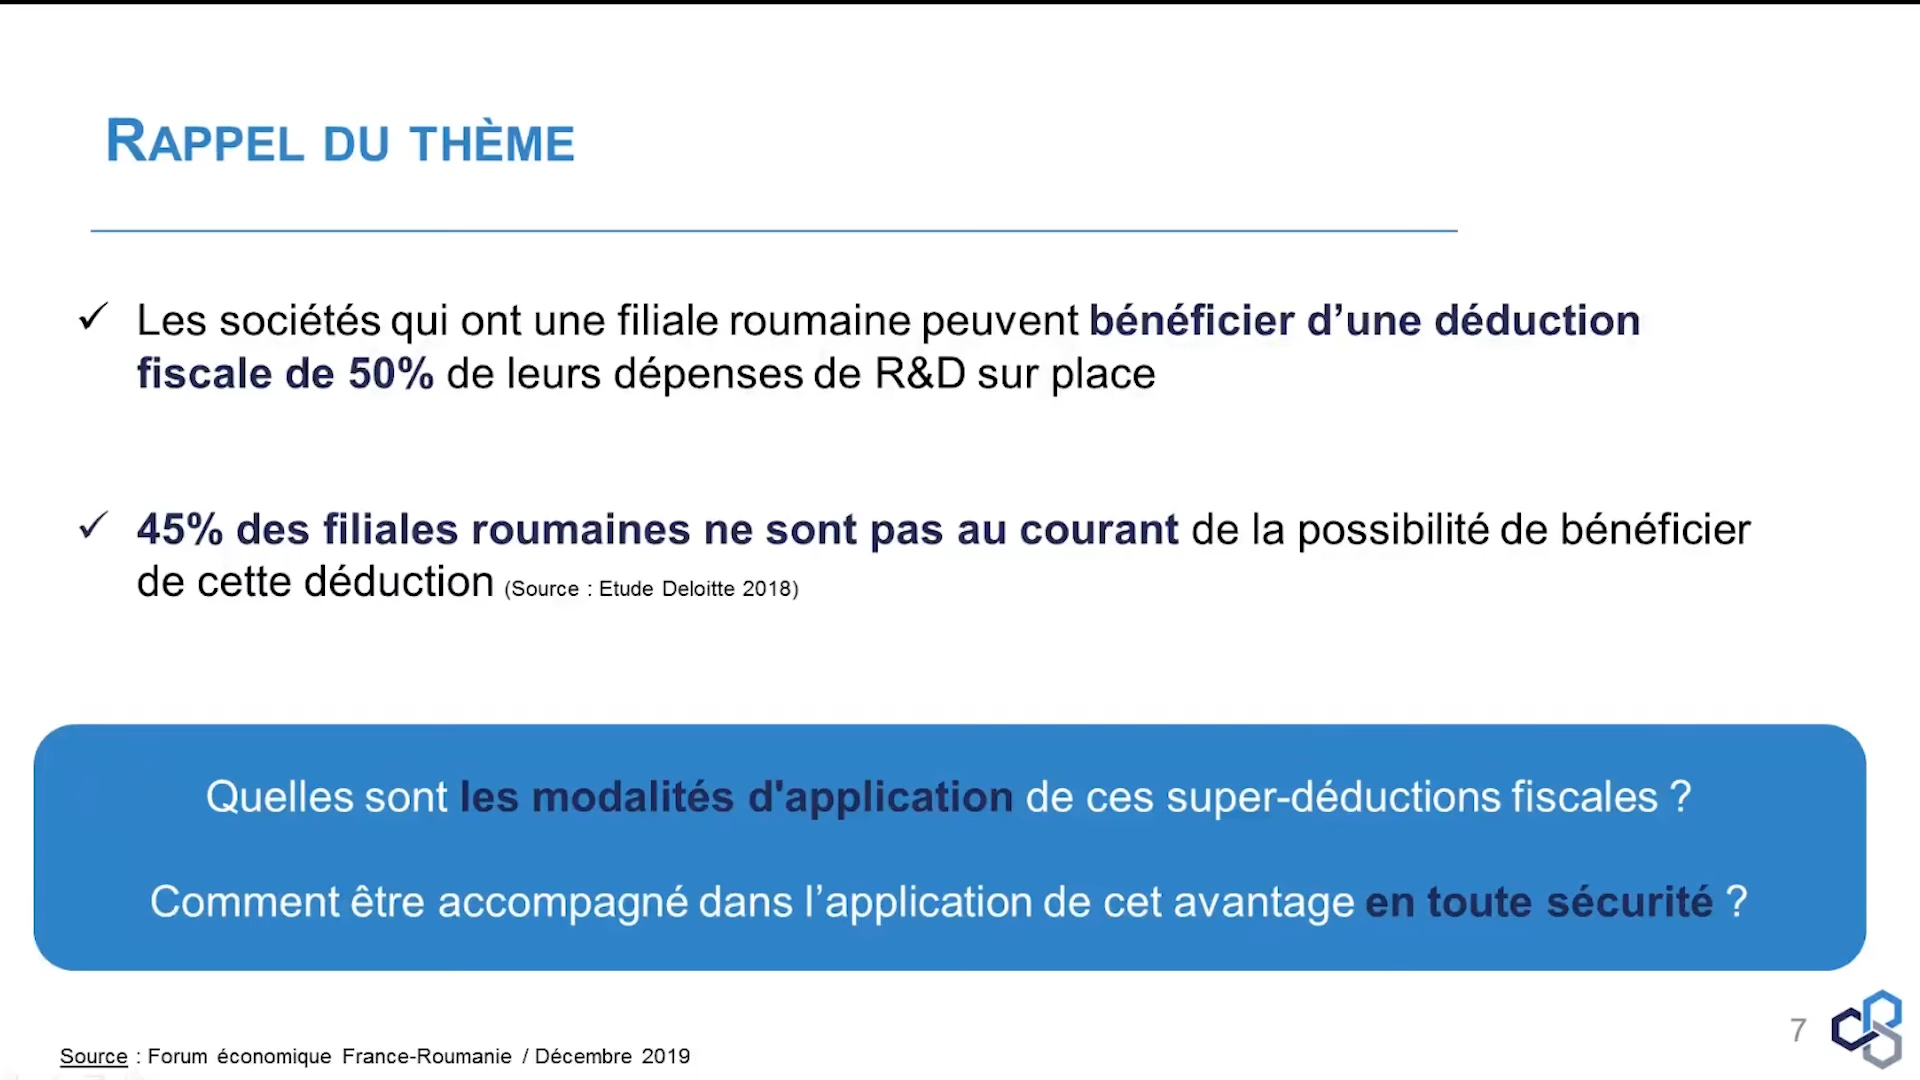 RAPPEL DU THÈME
✓ Les sociétés qui ont une filiale roumaine peuvent bénéficier d’une déduction
fiscale de 50% de leurs dépenses de R&D sur place
✓ 45% des filiales roumaines ne sont pas au courant de la possibilité de bénéficier
de cette déduction (Source : Etude Deloitte 2018)
Quelles sont les modalités d'application de ces super-déductions fiscales ?
Comment être accompagné dans l’application de cet avantage en toute sécurité ?
7
Source : Forum économique France-Roumanie / Décembre 2019